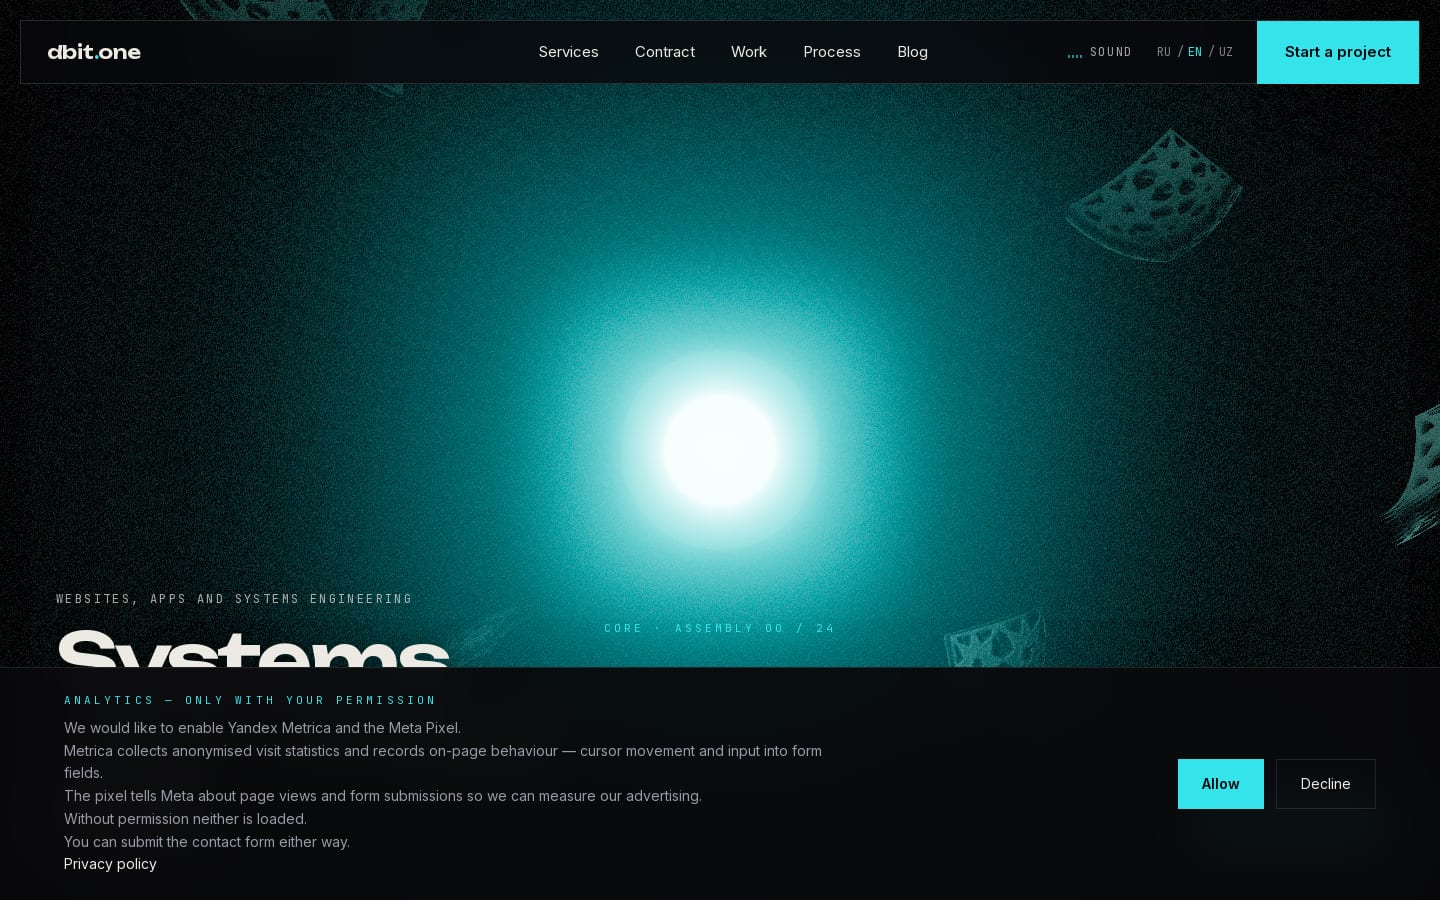 dbit.one
Services
Contract
Work
Process
Blog
SOUND
RU / EN / UZ
Start a project
WEBSITES, APPS AND SYSTEMS ENGINEERING
CORE · ASSEMBLY 00 / 24
Systems
ANALYTICS — ONLY WITH YOUR PERMISSION
We would like to enable Yandex Metrica and the Meta Pixel.
Metrica collects anonymised visit statistics and records on-page behaviour — cursor movement and input into form
fields.
The pixel tells Meta about page views and form submissions so we can measure our advertising.
Without permission neither is loaded.
You can submit the contact form either way.
Privacy policy
Allow
Decline